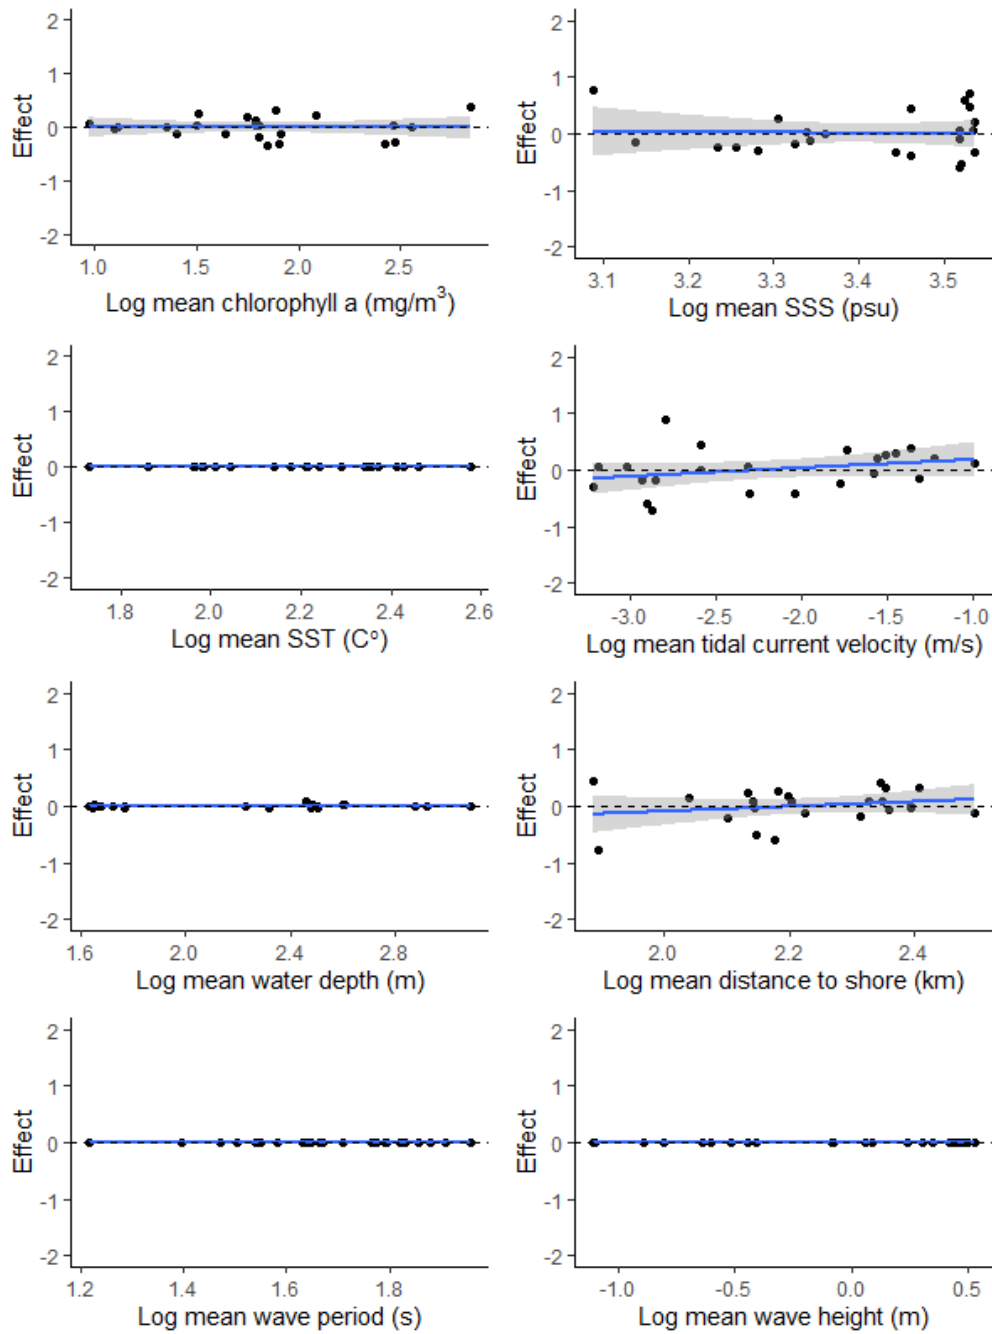 2
1
0
-1
-2
Effect
1.0 1.5 2.0 2.5
Log mean chlorophyll a (mg/m³)
2
1
0
-1
-2
Effect
3.1 3.2 3.3 3.4 3.5
Log mean SSS (psu)
2
1
0
-1
-2
Effect
1.8 2.0 2.2 2.4 2.6
Log mean SST (Cº)
2
1
0
-1
-2
Effect
-3.0 -2.5 -2.0 -1.5 -1.0
Log mean tidal current velocity (m/s)
2
1
0
-1
-2
Effect
1.6 2.0 2.4 2.8
Log mean water depth (m)
2
1
0
-1
-2
Effect
2.0 2.2 2.4
Log mean distance to shore (km)
2
1
0
-1
-2
Effect
1.2 1.4 1.6 1.8
Log mean wave period (s)
2
1
0
-1
-2
Effect
-1.0 -0.5 0.0 0.5
Log mean wave height (m)